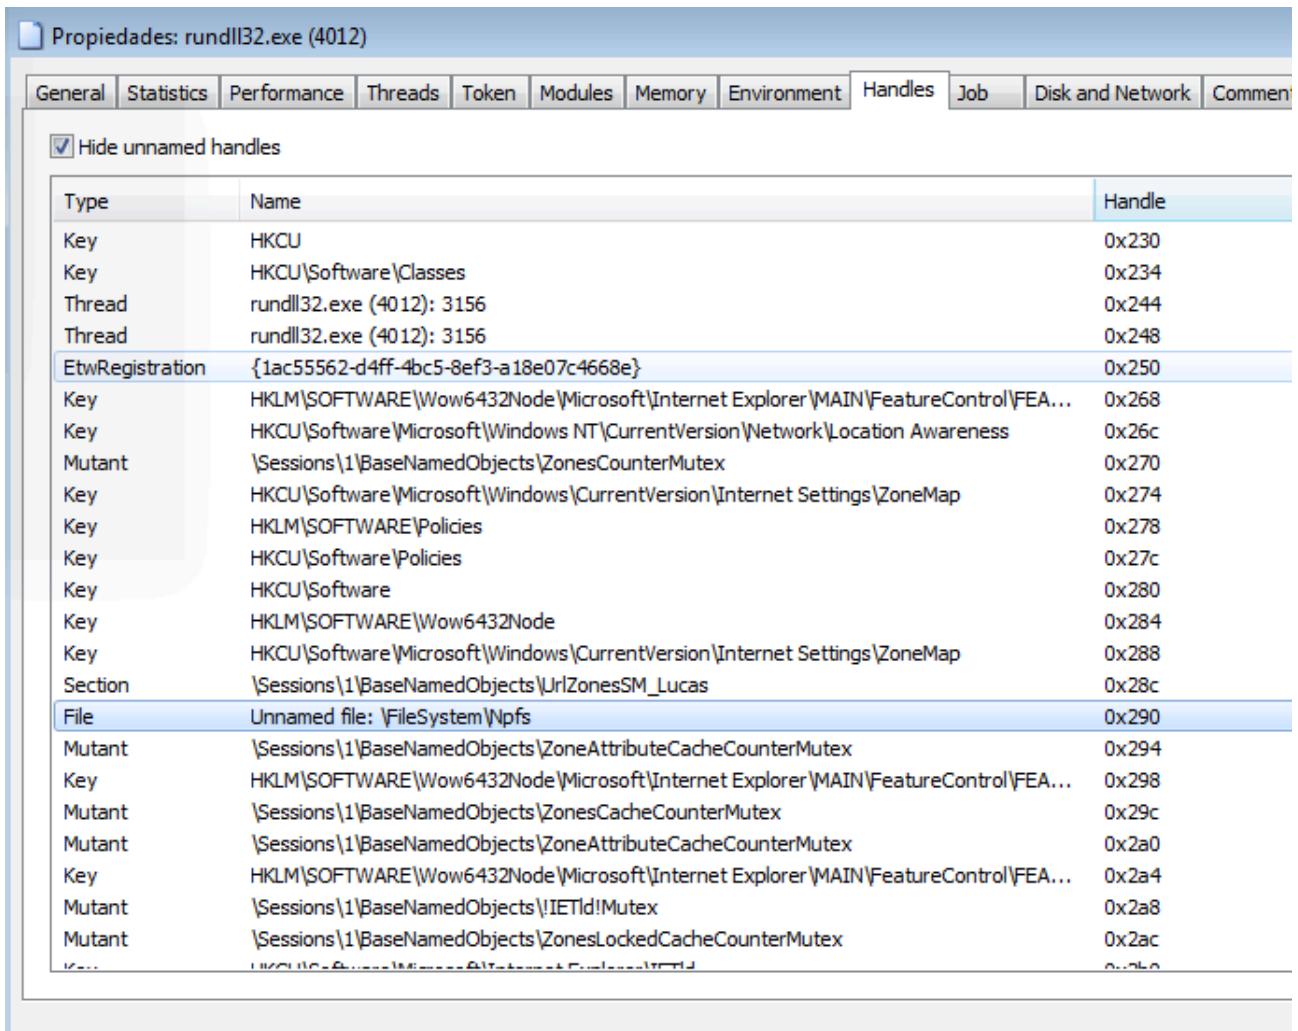 Propiedades: rundll32.exe (4012)
General Statistics Performance Threads Token Modules Memory Environment Handles Job Disk and Network Comment
Hide unnamed handles
Type Name Handle
Key HKCU 0x230
Key HKCU\Software\Classes 0x234
Thread rundll32.exe (4012): 3156 0x244
Thread rundll32.exe (4012): 3156 0x248
EtwRegistration {1ac55562-d4ff-4bc5-8ef3-a18e07c4668e} 0x250
Key HKLM\SOFTWARE\Wow6432Node\Microsoft\Internet Explorer\MAIN\FeatureControl\FEA... 0x268
Key HKCU\Software\Microsoft\Windows NT\CurrentVersion\Network\Location Awareness 0x26c
Mutant \Sessions\1\BaseNamedObjects\ZonesCounterMutex 0x270
Key HKCU\Software\Microsoft\Windows\CurrentVersion\Internet Settings\ZoneMap 0x274
Key HKLM\SOFTWARE\Policies 0x278
Key HKCU\Software\Policies 0x27c
Key HKCU\Software 0x280
Key HKLM\SOFTWARE\Wow6432Node 0x284
Key HKCU\Software\Microsoft\Windows\CurrentVersion\Internet Settings\ZoneMap 0x288
Section \Sessions\1\BaseNamedObjects\UrlZonesSM_Lucas 0x28c
File Unnamed file: \FileSystem\Npfs 0x290
Mutant \Sessions\1\BaseNamedObjects\ZoneAttributeCacheCounterMutex 0x294
Key HKLM\SOFTWARE\Wow6432Node\Microsoft\Internet Explorer\MAIN\FeatureControl\FEA... 0x298
Mutant \Sessions\1\BaseNamedObjects\ZonesCacheCounterMutex 0x29c
Mutant \Sessions\1\BaseNamedObjects\ZoneAttributeCacheCounterMutex 0x2a0
Key HKLM\SOFTWARE\Wow6432Node\Microsoft\Internet Explorer\MAIN\FeatureControl\FEA... 0x2a4
Mutant \Sessions\1\BaseNamedObjects\!IETld!Mutex 0x2a8
Mutant \Sessions\1\BaseNamedObjects\ZonesLockedCacheCounterMutex 0x2ac
Key HKCU\Software\Microsoft\Internet Explorer\IETld 0x2b0